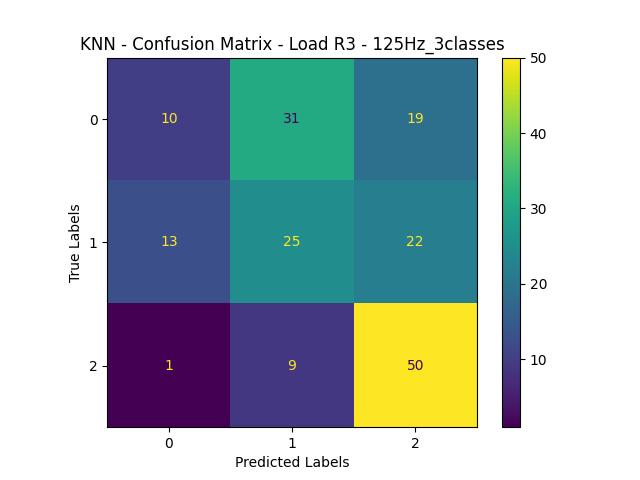 KNN - Confusion Matrix - Load R3 - 125Hz_3classes
50
0 10 31 19
40
30
True Labels
1 13 25 22
20
2 1 9 50
10
0 1 2
Predicted Labels